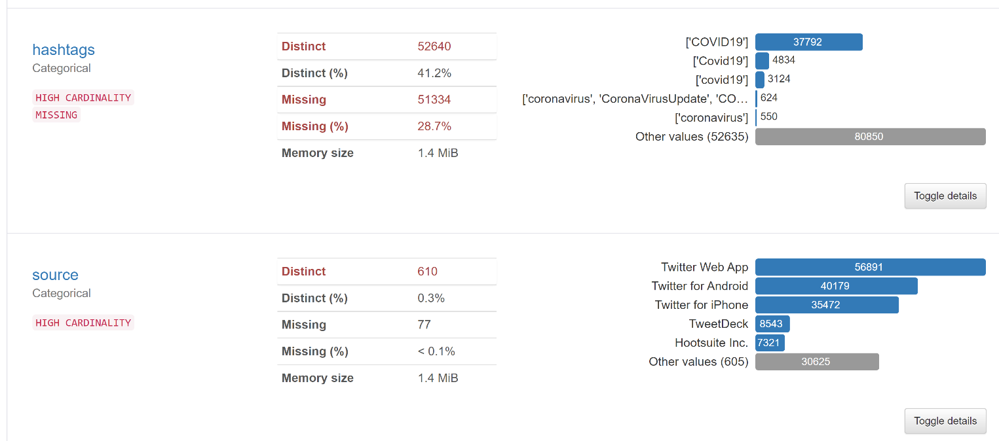 hashtags
Categorical
HIGH CARDINALITY
MISSING
Distinct 52640
Distinct (%) 41.2%
Missing 51334
Missing (%) 28.7%
Memory size 1.4 MiB
['COVID19'] 37792
['Covid19'] 4834
['covid19'] 3124
['coronavirus', 'CoronaVirusUpdate', 'CO... 624
['coronavirus'] 550
Other values (52635) 80850
Toggle details
source
Categorical
HIGH CARDINALITY
Distinct 610
Distinct (%) 0.3%
Missing 77
Missing (%) < 0.1%
Memory size 1.4 MiB
Twitter Web App 56891
Twitter for Android 40179
Twitter for iPhone 35472
TweetDeck 8543
Hootsuite Inc. 7321
Other values (605) 30625
Toggle details